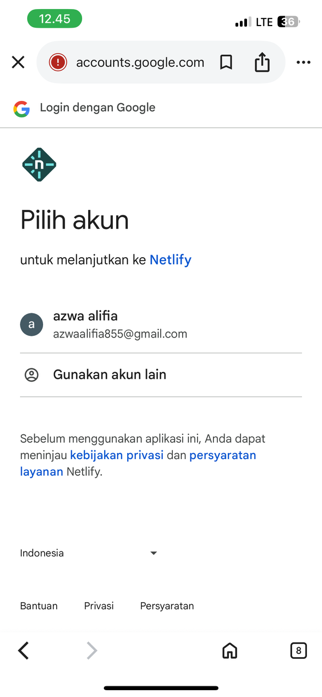 12.45
LTE 36
accounts.google.com
Login dengan Google
n
Pilih akun
untuk melanjutkan ke Netlify
a
azwa alifia
azwaalifia855@gmail.com
Gunakan akun lain
Sebelum menggunakan aplikasi ini, Anda dapat
meninjau kebijakan privasi dan persyaratan
layanan Netlify.
Indonesia
Bantuan Privasi Persyaratan
8